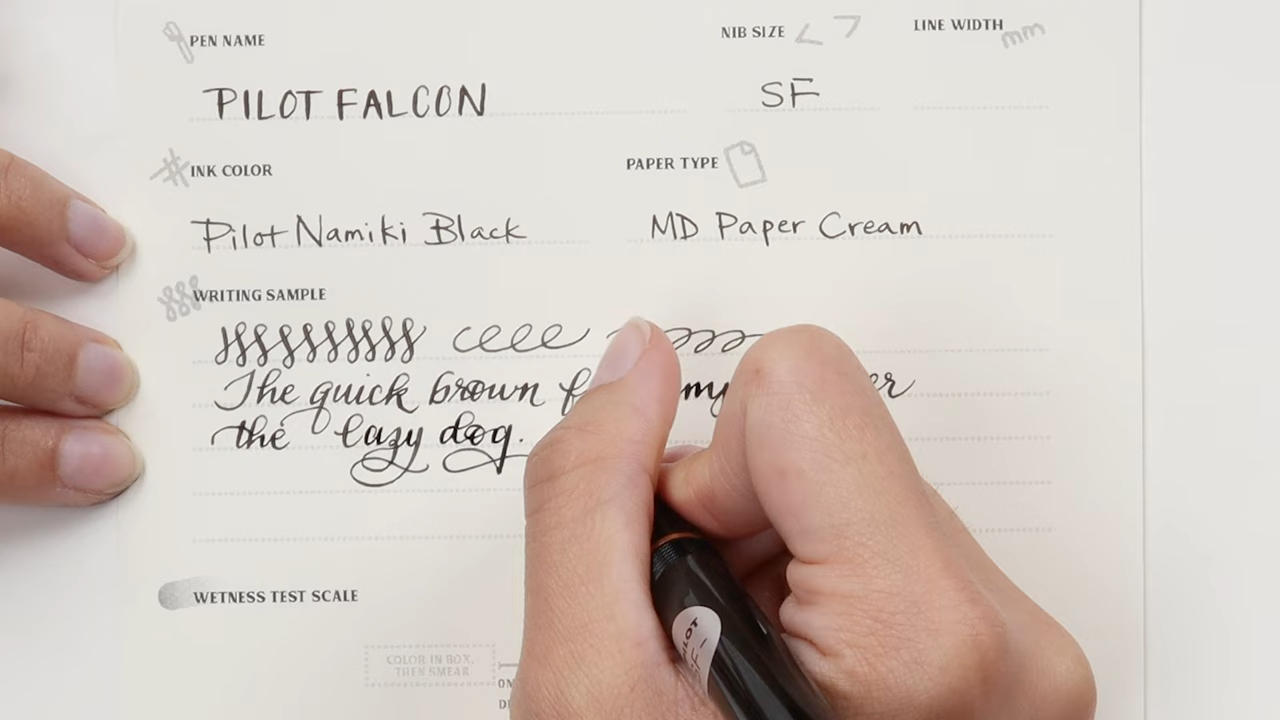 PEN NAME
NIB SIZE
LINE WIDTH
mm
PILOT FALCON
SF
INK COLOR
PAPER TYPE
Pilot Namiki Black
MD Paper Cream
WRITING SAMPLE
The quick brown
the lazy dog.
WETNESS TEST SCALE
COLOR IN BOX,
THEN SMEAR
SF